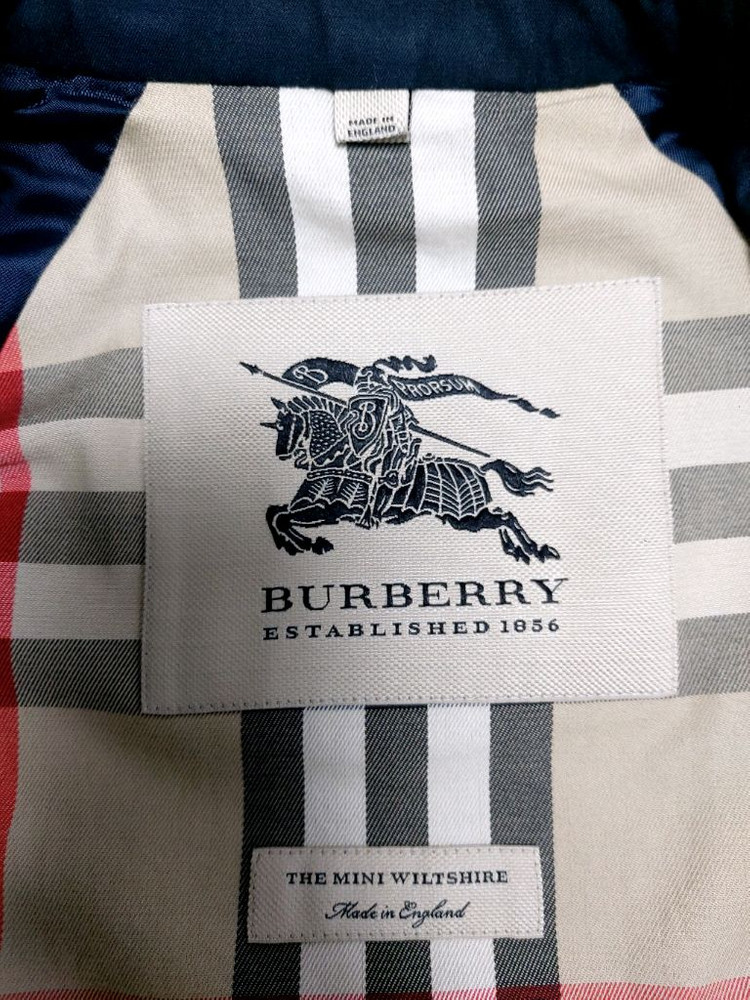 MADE IN
ENGLAND
B PRORSUM
B
BURBERRY
ESTABLISHED 1856
THE MINI WILTSHIRE
Made in England